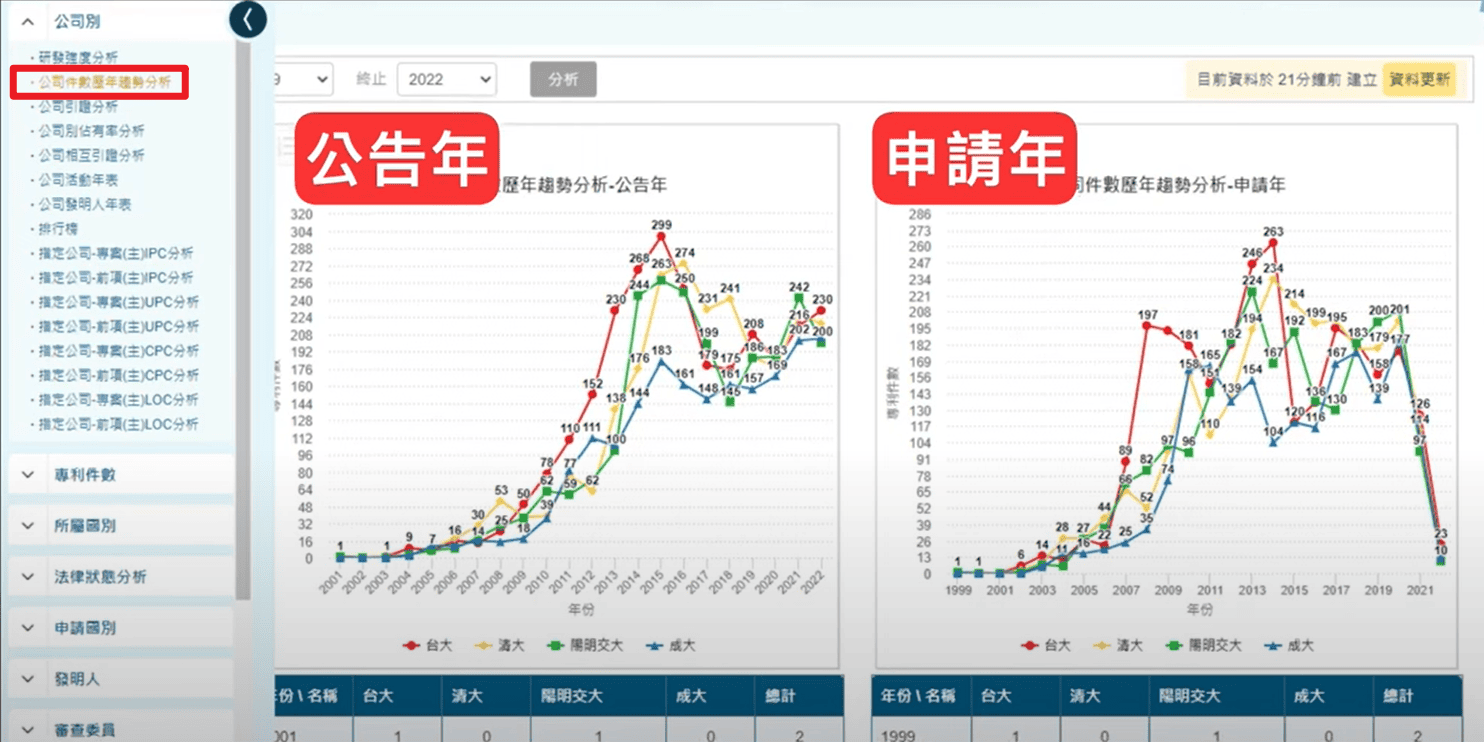 公司別
・研發強度分析
・公司件數歷年趨勢分析
・公司引證分析
・公司別佔有率分析
・公司相互引證分析
・公司活動年表
・公司發明人年表
・排行榜
・指定公司-專案(主)IPC分析
・指定公司-前項(主)IPC分析
・指定公司-專案(主)UPC分析
・指定公司-前項(主)UPC分析
・指定公司-專案(主)CPC分析
・指定公司-前項(主)CPC分析
・指定公司-專案(主)LOC分析
・指定公司-前項(主)LOC分析
專利件數
所屬國別
法律狀態分析
申請國別
發明人
審查委員
9 終止 2022 分析
目前資料於 21分鐘前 建立 資料更新
公告年
歷年趨勢分析-公告年
320
304
288
272
256
240
224
208
192
176
160
144
128
112
96
80
64
48
32
16
0
1 1 9 7 16 30 14 53 25 50 18 78 62 39 110 77 59 152 111 62 230 138 100 268 244 176 144 299 263 183 274 250 161 231 199 179 148 241 175 161 145 208 186 157 183 169 242 216 202 230 200
2001 2002 2003 2004 2005 2006 2007 2008 2009 2010 2011 2012 2013 2014 2015 2016 2017 2018 2019 2020 2021 2022
年份
台大 清大 陽明交大 成大
年份\名稱 台大 清大 陽明交大 成大 總計
001 1 0 1 0 2
申請年
司件數歷年趨勢分析-申請年
專利件數
286
273
260
247
234
221
208
195
182
169
156
143
130
117
104
91
78
65
52
39
26
13
0
1 1 6 14 28 11 27 16 44 22 89 66 25 197 82 52 35 97 74 181 158 96 165 151 110 182 139 246 224 194 154 263 234 167 104 214 192 120 199 136 116 195 167 130 183 200 179 158 139 201 177 126 114 97 23 10
1999 2001 2003 2005 2007 2009 2011 2013 2015 2017 2019 2021
年份
台大 清大 陽明交大 成大
年份\名稱 台大 清大 陽明交大 成大 總計
1999 1 0 1 0 2